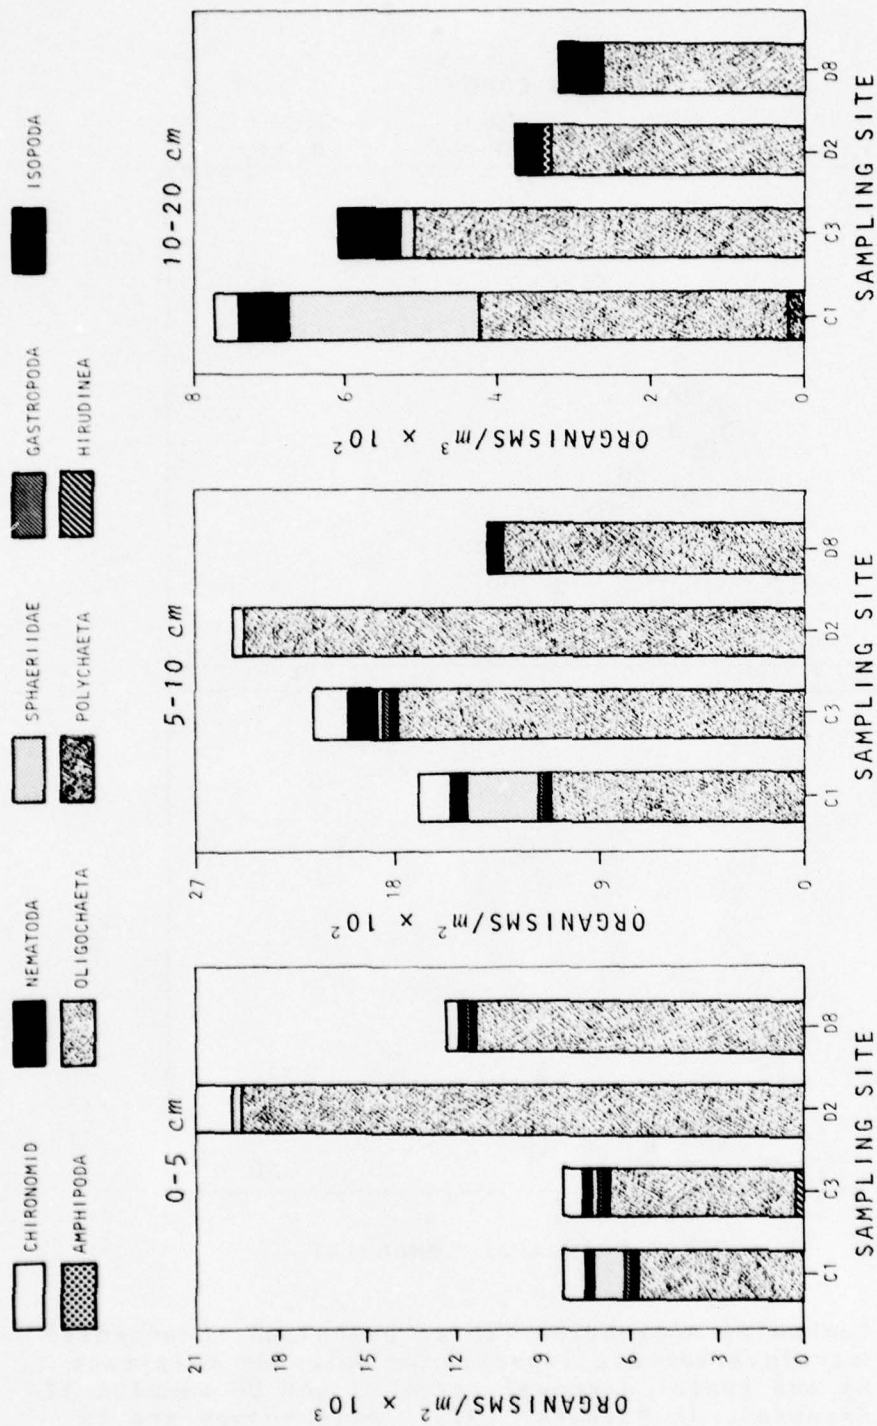 CHIRONOMID NEMATODA SPHAERIIDAE GASTROPODA ISOPODA
AMPHIPODA OLIGOCHAETA POLYCHAETA HIRUDINEA
0-5 cm
ORGANISMS/m² × 10³
21
18
15
12
9
6
3
0
C1 C3 D2 D8
SAMPLING SITE
5-10 cm
ORGANISMS/m² × 10²
27
18
9
0
C1 C3 D2 D8
SAMPLING SITE
10-20 cm
ORGANISMS/m³ × 10²
8
6
4
2
0
C1 C3 D2 D8
SAMPLING SITE